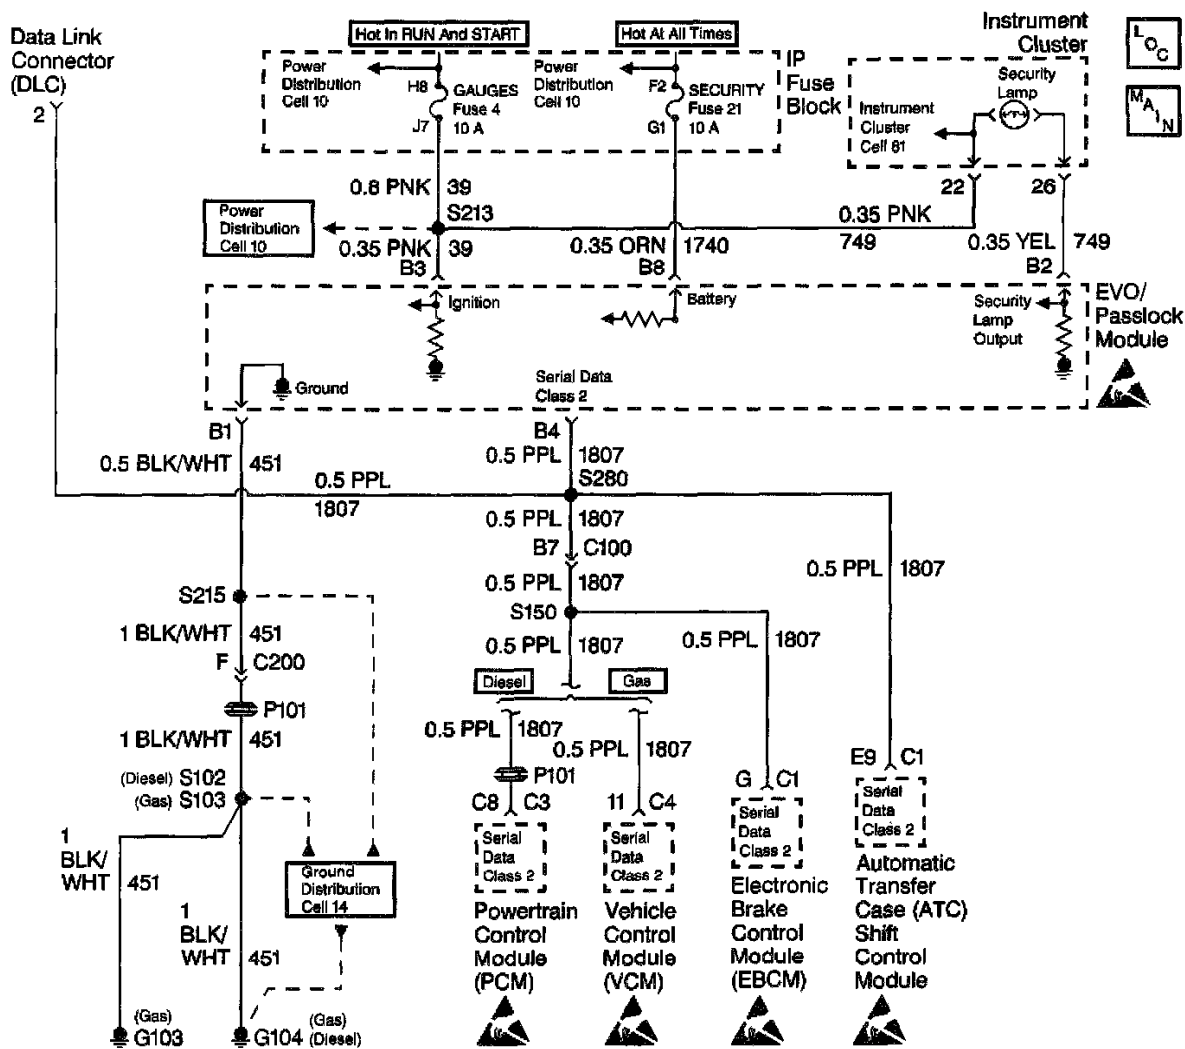 Data Link
Connector
(DLC)
2
Hot In RUN And START
Hot At All Times
Instrument
Cluster
LOC
MAIN
Power
Distribution
Cell 10
H8
GAUGES
Fuse 4
10 A
J7
Power
Distribution
Cell 10
F2
SECURITY
Fuse 21
10 A
G1
IP
Fuse
Block
Security
Lamp
Instrument
Cluster
Cell 81
22
26
0.8 PNK 39
S213
Power
Distribution
Cell 10
0.35 PNK 39
B3
0.35 ORN 1740
B8
0.35 PNK
749
0.35 YEL 749
B2
Ignition
Battery
Security
Lamp
Output
EVO/
Passlock
Module
Ground
Serial Data
Class 2
B1
B4
0.5 BLK/WHT 451
0.5 PPL 1807
S280
0.5 PPL
1807
0.5 PPL 1807
B7 C100
0.5 PPL 1807
0.5 PPL 1807
S215
S150
1 BLK/WHT 451
0.5 PPL 1807
0.5 PPL 1807
F C200
Diesel
Gas
P101
0.5 PPL 1807
0.5 PPL 1807
1 BLK/WHT 451
P101
(Diesel) S102
(Gas) S103
C8 C3
11 C4
G C1
E9 C1
Serial
Data
Class 2
Serial
Data
Class 2
Serial
Data
Class 2
Serial
Data
Class 2
1
BLK/
WHT 451
Ground
Distribution
Cell 14
1
BLK/
WHT 451
Powertrain
Control
Module
(PCM)
Vehicle
Control
Module
(VCM)
Electronic
Brake
Control
Module
(EBCM)
Automatic
Transfer
Case (ATC)
Shift
Control
Module
(Gas)
G103
G104 (Gas)
(Diesel)